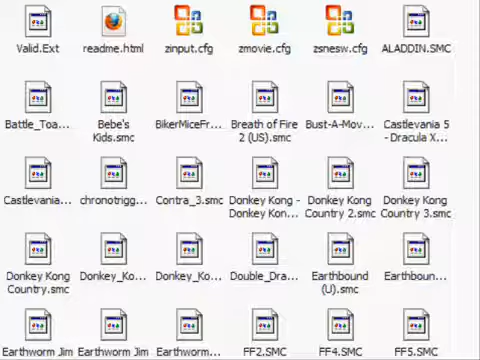 Valid.Ext
readme.html
zinput.cfg
zmovie.cfg
zsnesw.cfg
ALADDIN.SMC
Battle_Toa...
Bebe's
Kids.smc
BikerMiceFr...
Breath of Fire
2 (US).smc
Bust-A-Mov...
Castlevania 5
- Dracula X...
Castlevania...
chronotrigg...
Contra_3.smc
Donkey Kong -
Donkey Kon...
Donkey Kong
Country 2.smc
Donkey Kong
Country 3.smc
Donkey Kong
Country.smc
Donkey_Ko...
Donkey_Ko...
Double_Dra...
Earthbound
(U).smc
Earthboun...
Earthworm Jim
Earthworm Jim
Earthworm...
FF2.SMC
FF4.SMC
FF5.SMC